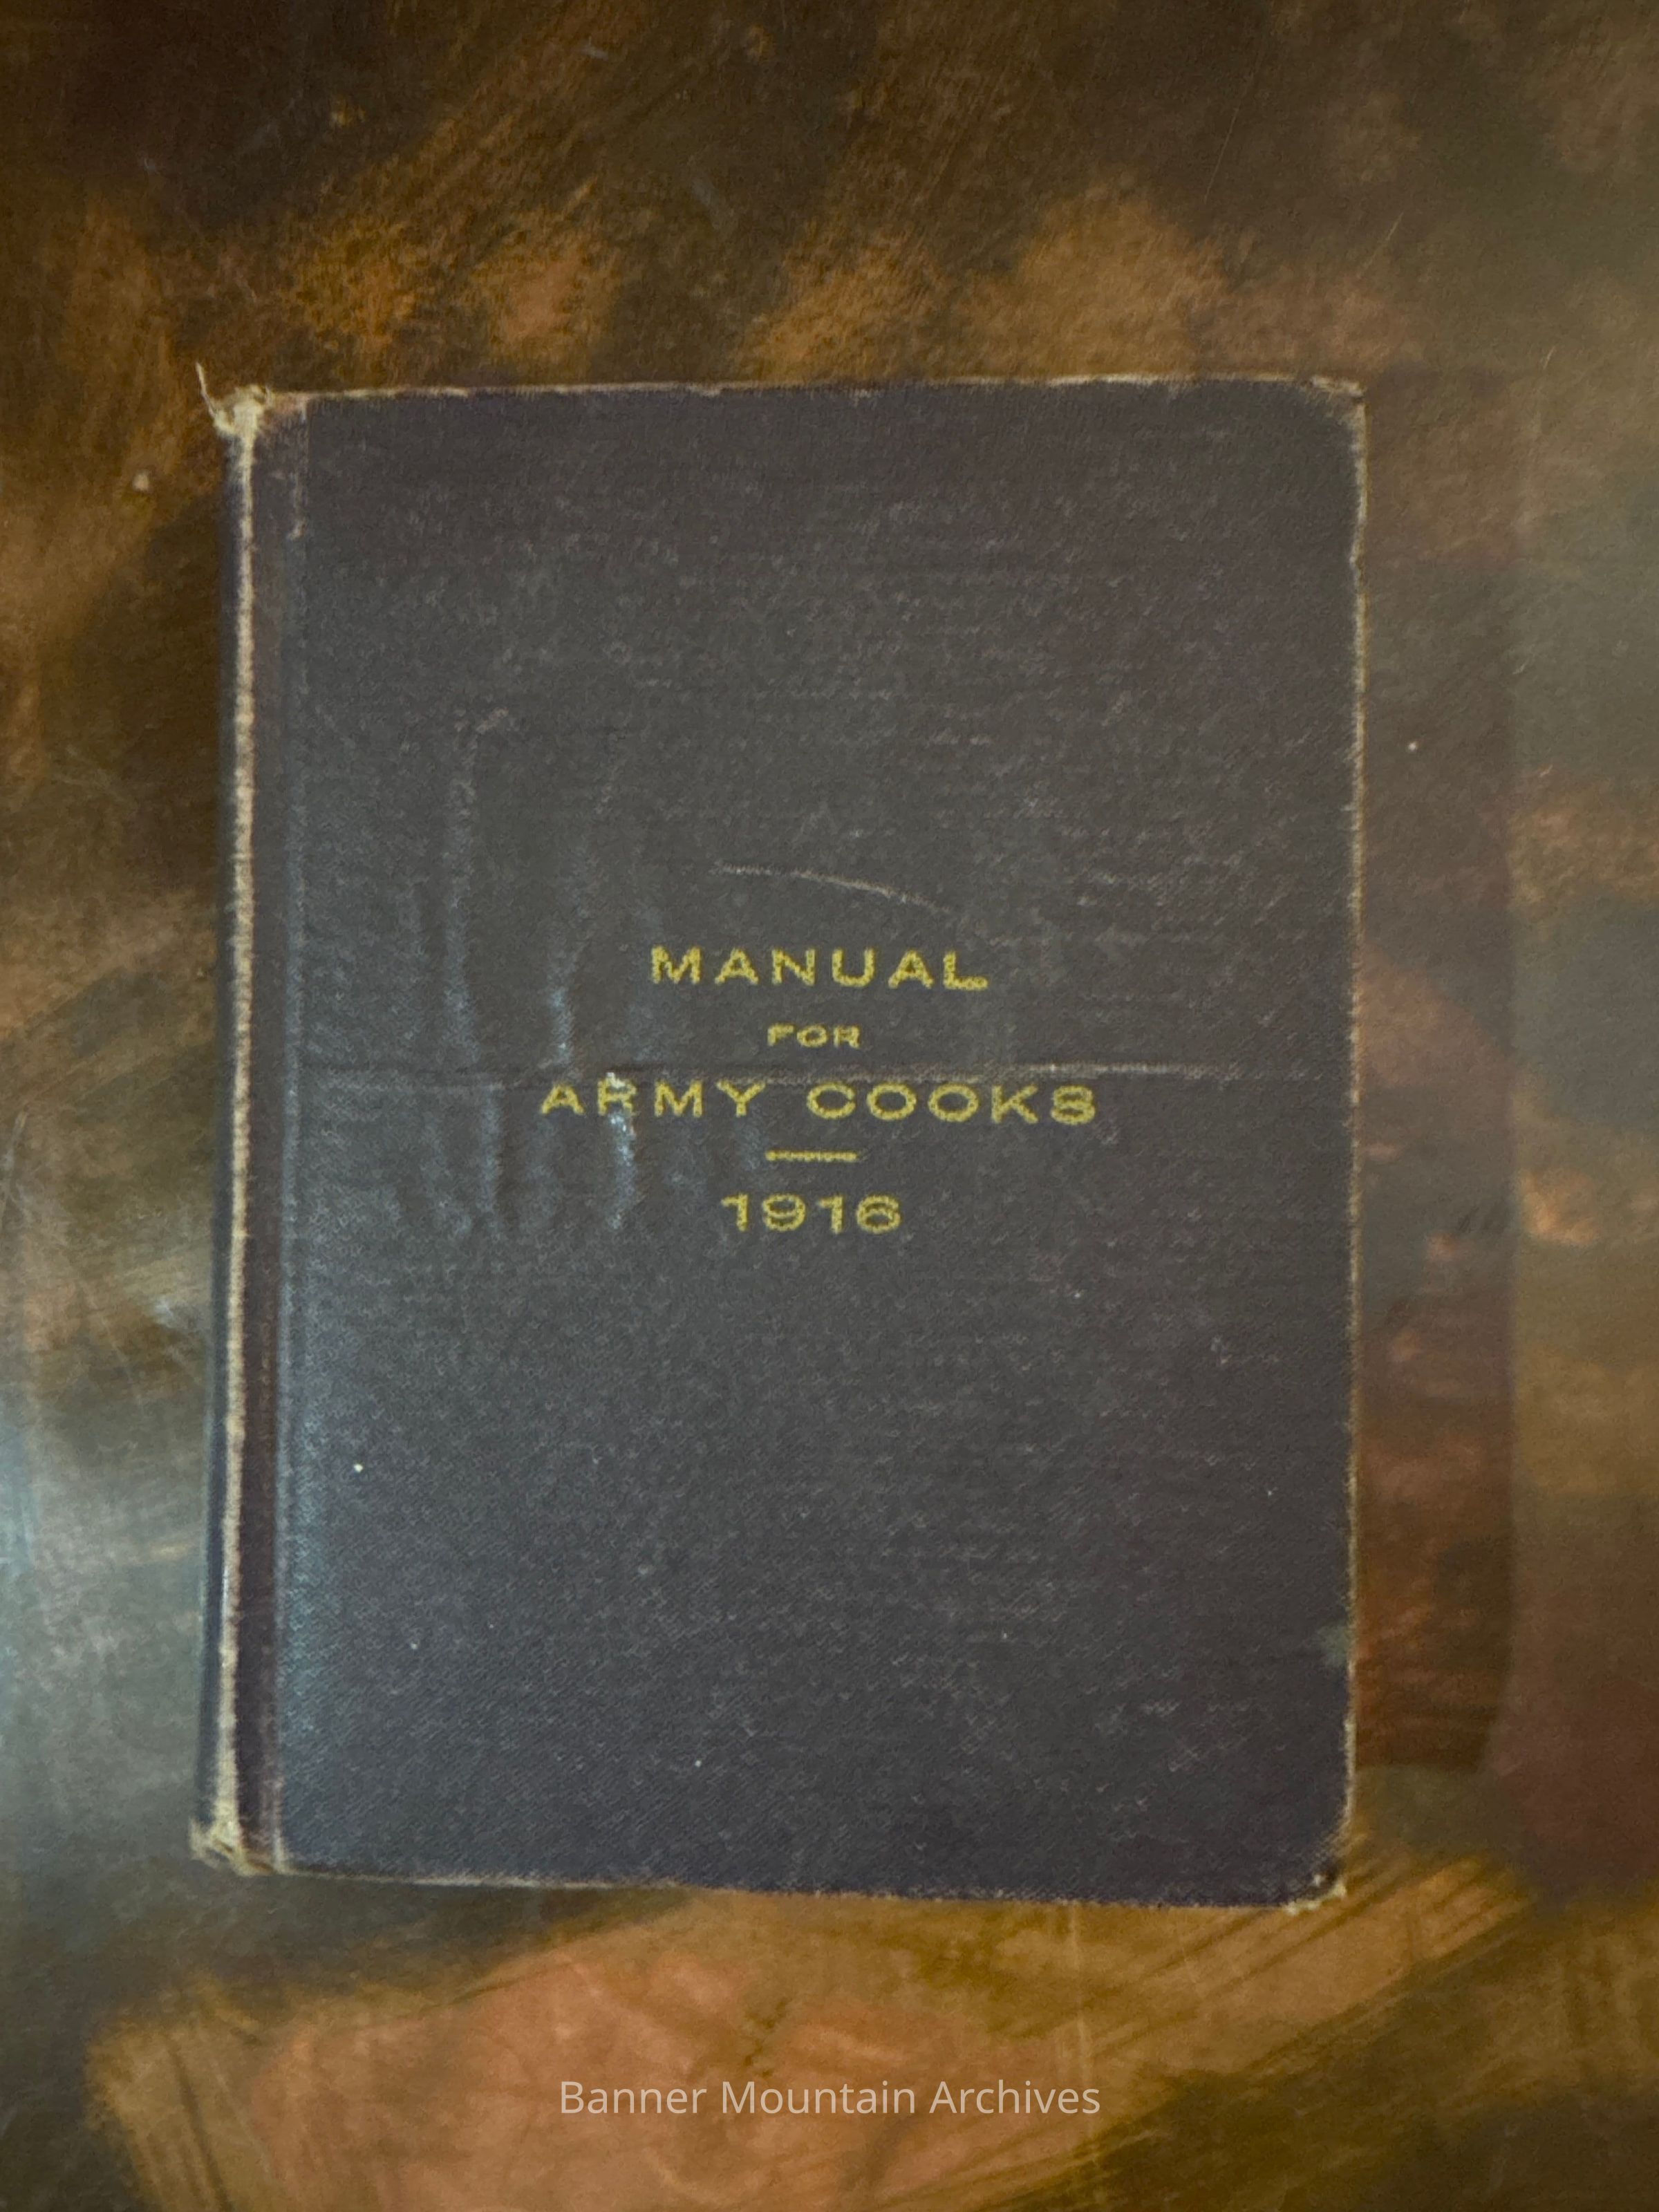 MANUAL
FOR
ARMY COOKS
1916
Banner Mountain Archives